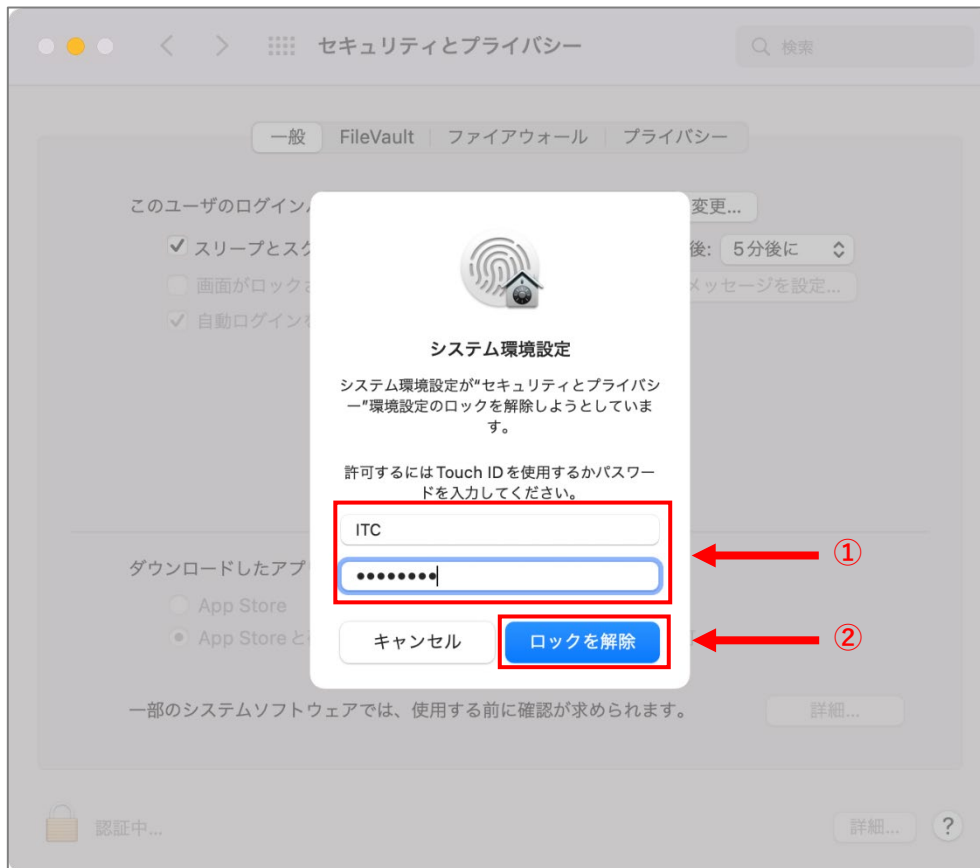 セキュリティとプライバシー
検索
一般 FileVault ファイアウォール プライバシー
このユーザのログイン 変更...
スリープとスク 後: 5分後に
画面がロックさ メッセージを設定...
自動ログインを
システム環境設定
システム環境設定が“セキュリティとプライバシ
ー”環境設定のロックを解除しようとしていま
す。
許可するにはTouch IDを使用するかパスワー
ドを入力してください。
ITC
••••••••
①
ダウンロードしたアプリ
App Store
App Storeと
キャンセル ロックを解除
②
一部のシステムソフトウェアでは、使用する前に確認が求められます。 詳細...
認証中... 詳細... ?